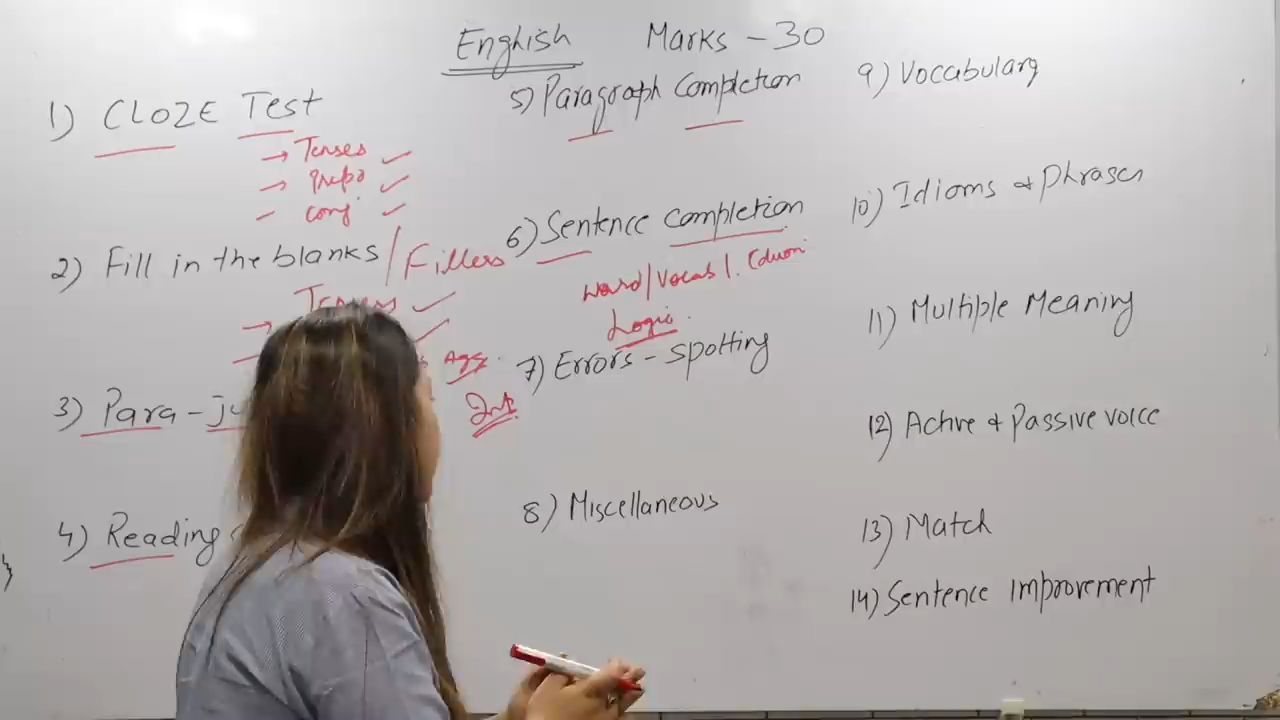 English Marks - 30
1) CLOZE Test
→ Tenses ✓
→ prepo ✓
- conj ✓
2) Fill in the blanks / Fillers
→ Tenses ✓
Agg.
3) Para - ju
Imp
4) Reading
5) Paragraph Completion
6) Sentence completion
word/vocab/.
Logic.
7) Errors - spotting
8) Miscellaneous
9) Vocabulary
10) Idioms & Phrases
11) Multiple Meaning
12) Active & Passive voice
13) Match
14) Sentence improvement